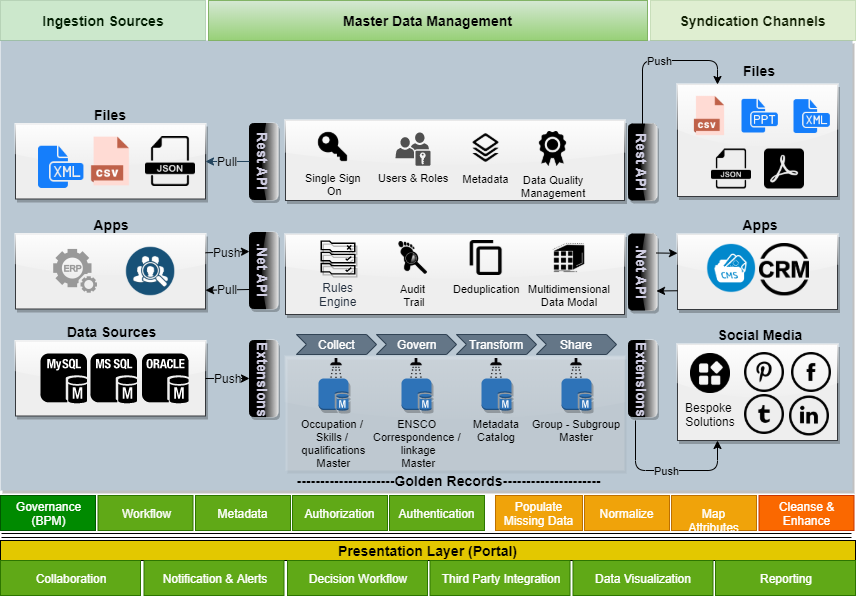 Ingestion Sources
Master Data Management
Syndication Channels
Files
XML
CSV
JSON
Pull
Rest API
Single Sign
On
Users & Roles
Metadata
Data Quality
Management
Rest API
Push
Files
CSV
PPT
XML
JSON
Apps
ERP
Push
Pull
.Net API
Rules
Engine
Audit
Trail
Deduplication
Multidimensional
Data Modal
.Net API
Apps
CMS
CRM
Data Sources
MySQL
M
MS SQL
M
ORACLE
M
Push
Extensions
Collect
Govern
Transform
Share
M
M
M
M
Occupation /
Skills /
qualifications
Master
ENSCO
Correspondence /
linkage
Master
Metadata
Catalog
Group - Subgroup
Master
Golden Records
Extensions
Push
Social Media
Bespoke
Solutions
P
f
t
in
Governance
(BPM)
Workflow
Metadata
Authorization
Authentication
Populate
Missing Data
Normalize
Map
Attributes
Cleanse &
Enhance
Presentation Layer (Portal)
Collaboration
Notification & Alerts
Decision Workflow
Third Party Integration
Data Visualization
Reporting